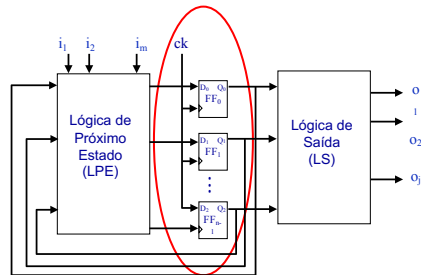 i1 i2 im ck
D0 Q0
FF0
Lógica de
Próximo
Estado
(LPE)
D1 Q1
FF1
⋮
D2 Q2
FFn-
1
Lógica de
Saída
(LS)
o
1
o2
oj